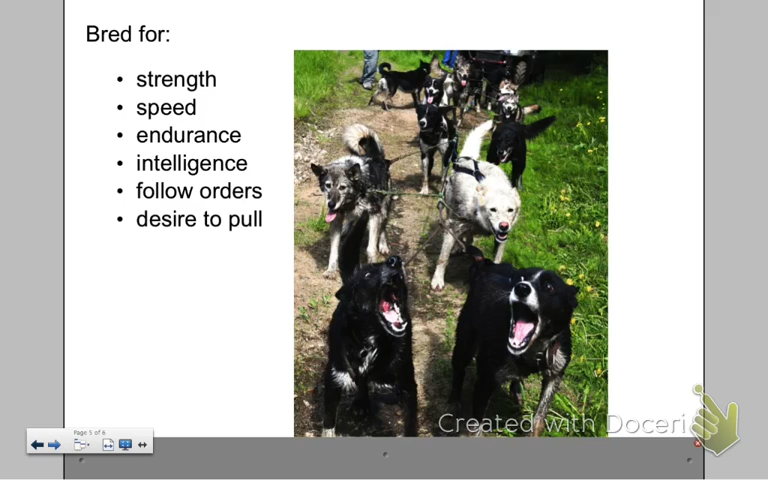 Bred for:
• strength
• speed
• endurance
• intelligence
• follow orders
• desire to pull
Created with Doceri
Page 5 of 6